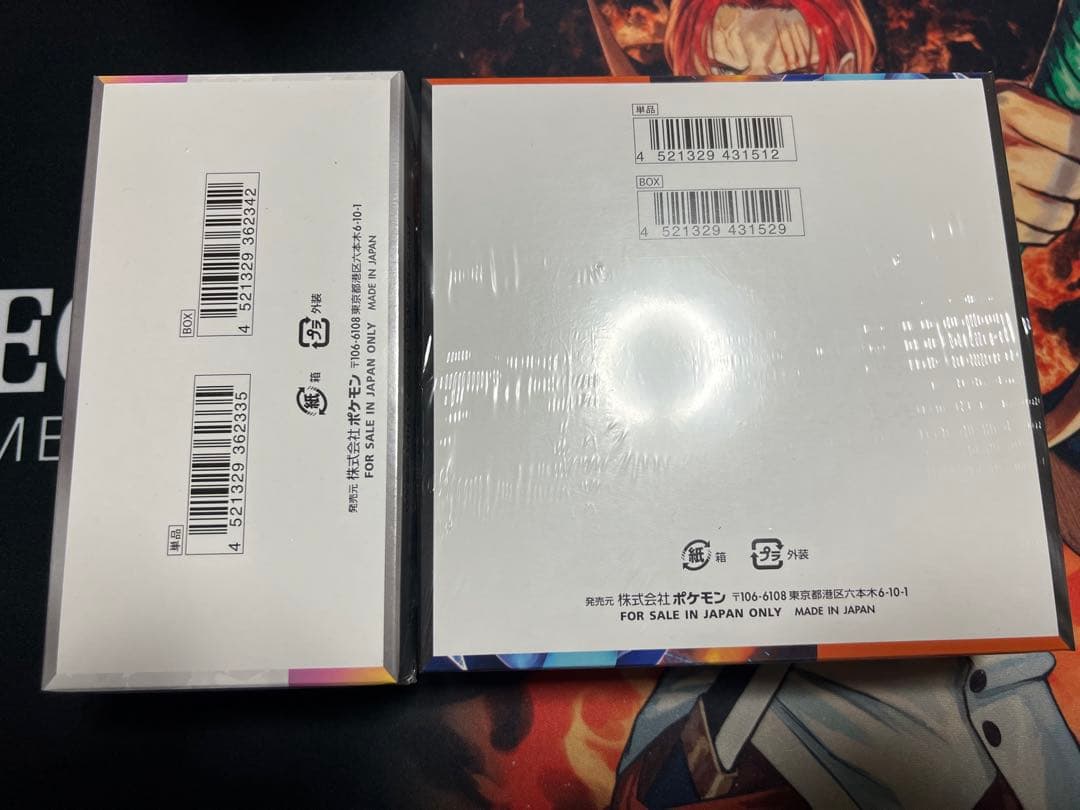 BOX
4 521329 362342
単品
4 521329 362335
プラ 外装
紙 箱
発売元 株式会社ポケモン 〒106-6108 東京都港区六本木6-10-1
FOR SALE IN JAPAN ONLY MADE IN JAPAN
単品
4 521329 431512
BOX
4 521329 431529
紙 箱 プラ 外装
発売元 株式会社ポケモン 〒106-6108 東京都港区六本木6-10-1
FOR SALE IN JAPAN ONLY MADE IN JAPAN